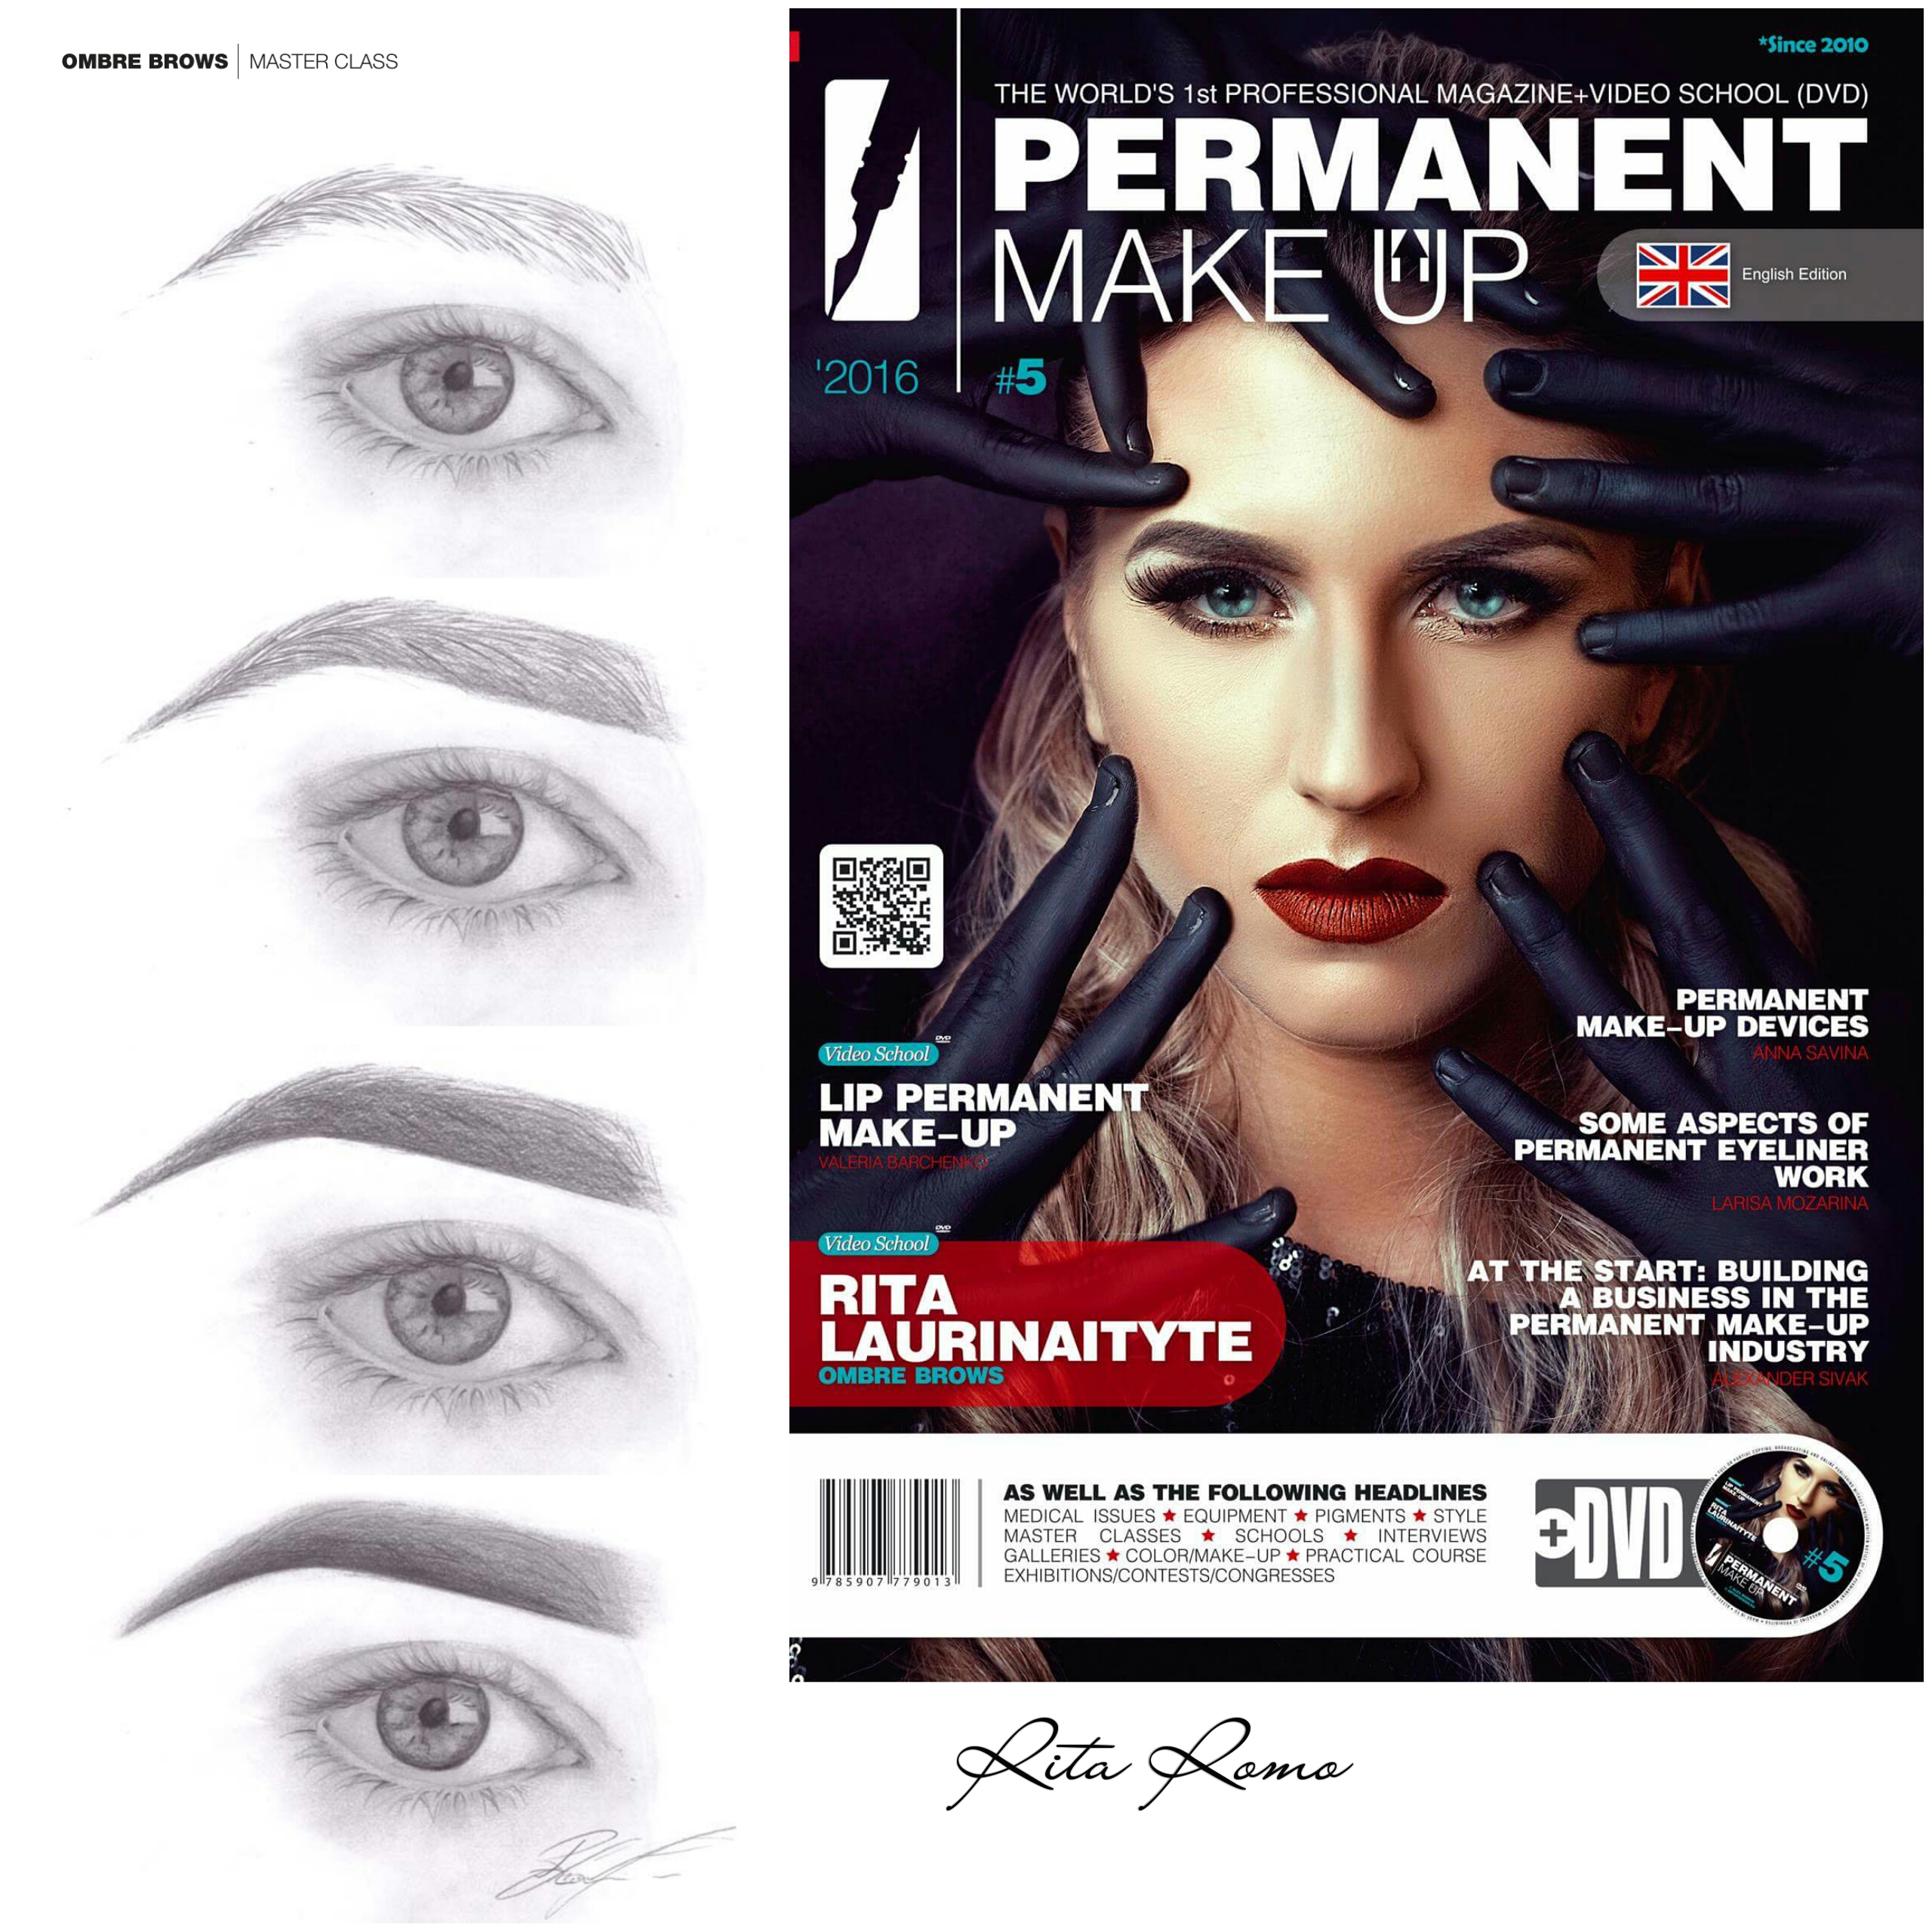 OMBRE BROWS | MASTER CLASS
*Since 2010
THE WORLD'S 1st PROFESSIONAL MAGAZINE+VIDEO SCHOOL (DVD)
PERMANENT
MAKE UP
English Edition
'2016
#5
Video School DVD
LIP PERMANENT
MAKE-UP
VALERIA BARCHENKO
Video School DVD
RITA
LAURINAITYTE
OMBRE BROWS
PERMANENT
MAKE-UP DEVICES
ANNA SAVINA
SOME ASPECTS OF
PERMANENT EYELINER
WORK
LARISA MOZARINA
AT THE START: BUILDING
A BUSINESS IN THE
PERMANENT MAKE-UP
INDUSTRY
ALEXANDER SIVAK
9 785907 779013
AS WELL AS THE FOLLOWING HEADLINES
MEDICAL ISSUES ★ EQUIPMENT ★ PIGMENTS ★ STYLE
MASTER CLASSES ★ SCHOOLS ★ INTERVIEWS
GALLERIES ★ COLOR/MAKE-UP ★ PRACTICAL COURSE
EXHIBITIONS/CONTESTS/CONGRESSES
+DVD
LIP PERMANENT
MAKE-UP
RITA
LAURINAITYTE
#5
PERMANENT
MAKE UP
Rita Romo